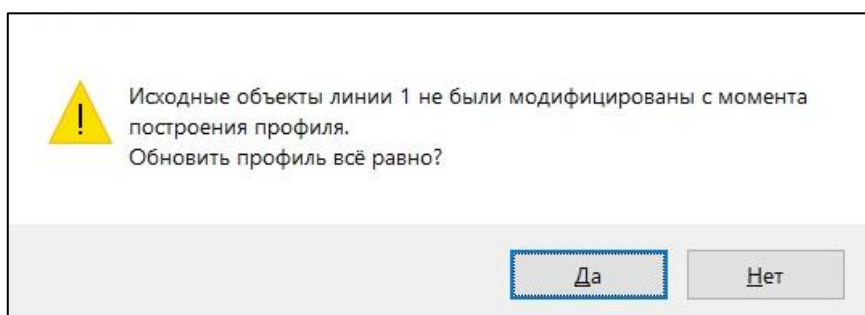 Исходные объекты линии 1 не были модифицированы с момента
построения профиля.
Обновить профиль всё равно?
Да
Нет